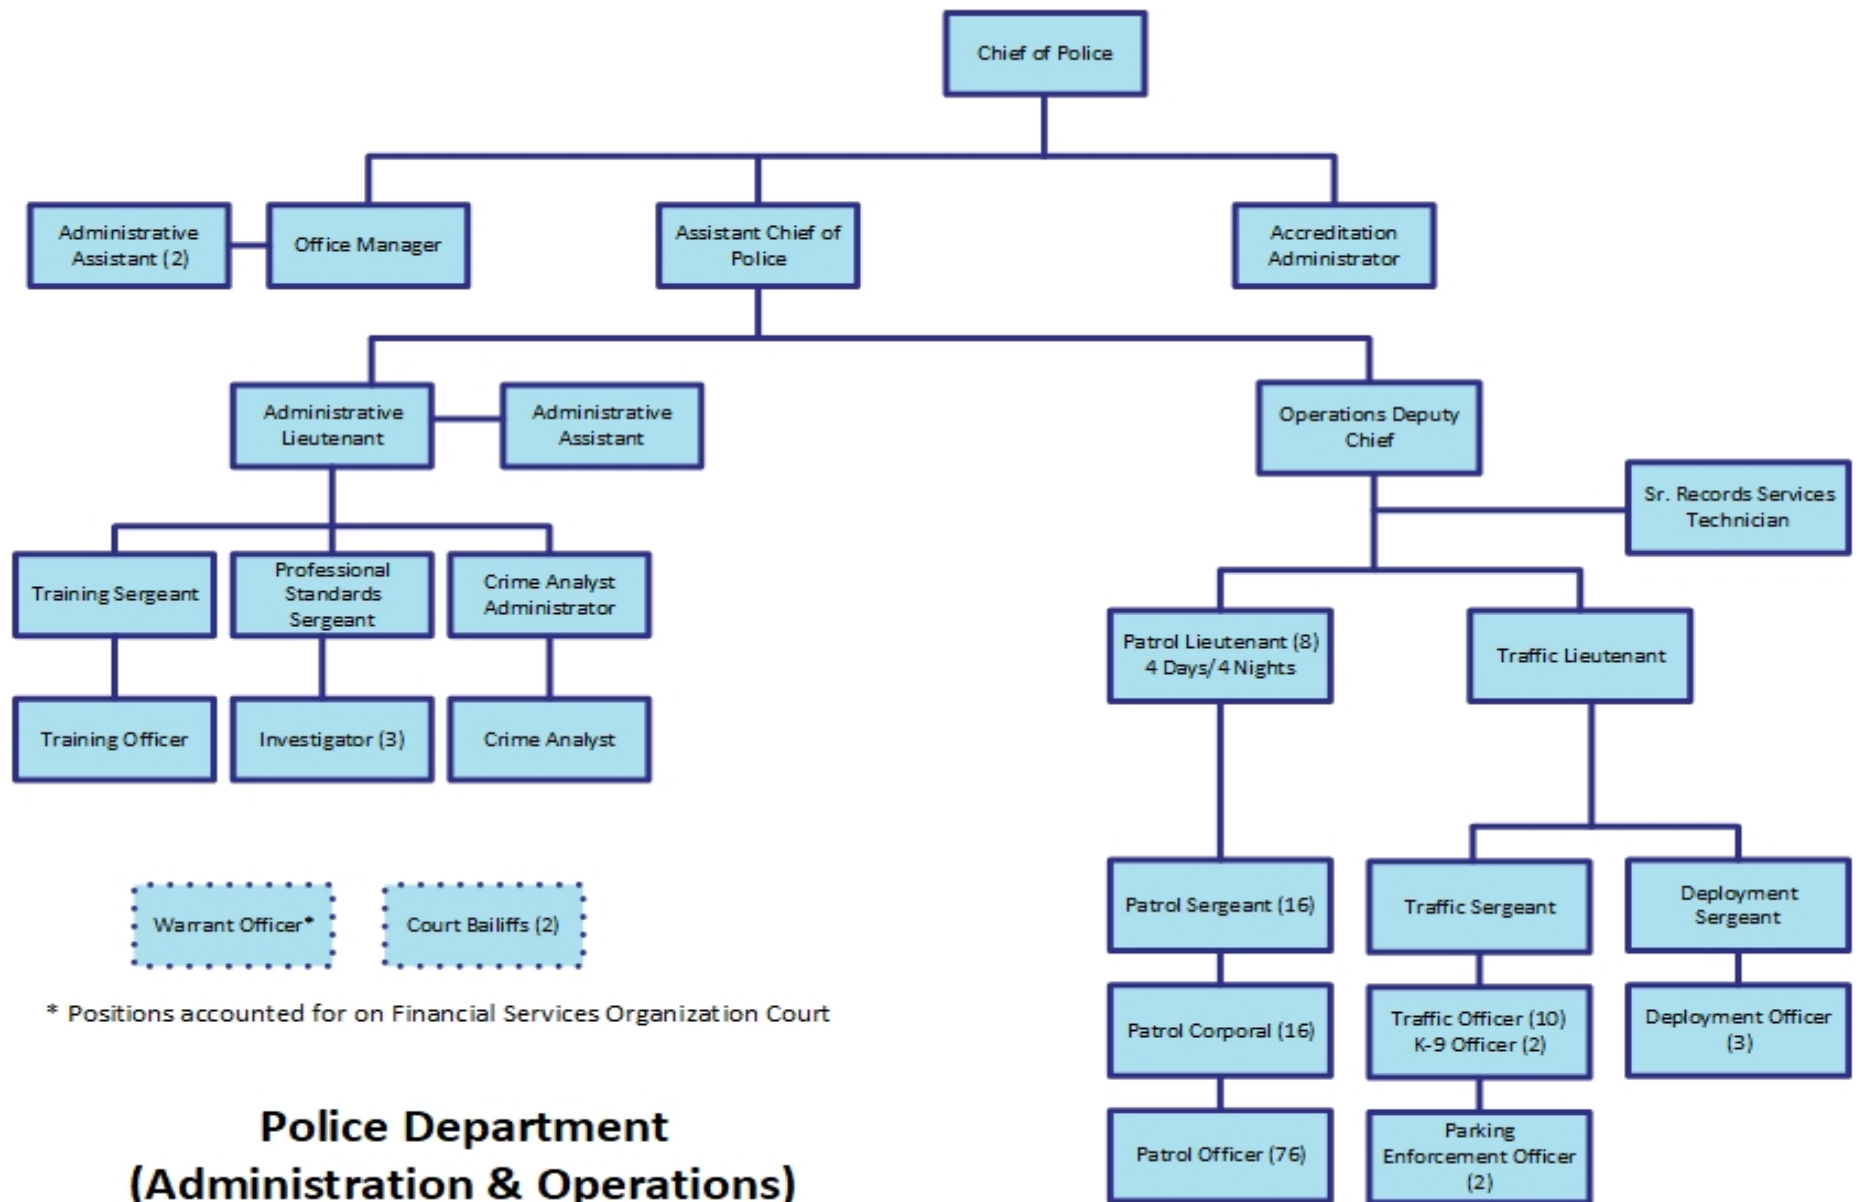 Chief of Police
Administrative
Assistant (2)
Office Manager
Assistant Chief of
Police
Accreditation
Administrator
Administrative
Lieutenant
Administrative
Assistant
Operations Deputy
Chief
Sr. Records Services
Technician
Training Sergeant
Professional
Standards
Sergeant
Crime Analyst
Administrator
Patrol Lieutenant (8)
4 Days/4 Nights
Traffic Lieutenant
Training Officer
Investigator (3)
Crime Analyst
Warrant Officer*
Court Bailiffs (2)
Patrol Sergeant (16)
Traffic Sergeant
Deployment
Sergeant
* Positions accounted for on Financial Services Organization Court
Patrol Corporal (16)
Traffic Officer (10)
K-9 Officer (2)
Deployment Officer
(3)
Patrol Officer (76)
Parking
Enforcement Officer
(2)
Police Department
(Administration & Operations)